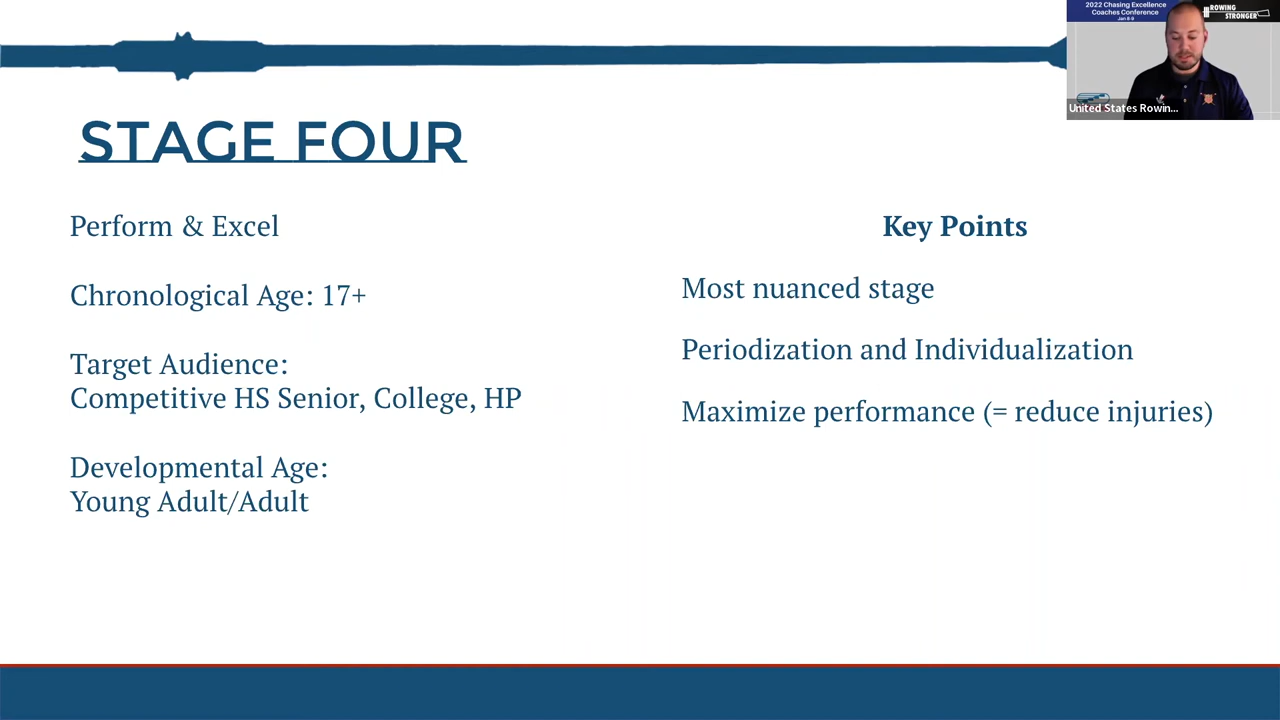 2022 Chasing Excellence
Coaches Conference
Jan 8-9
ROWING
STRONGER
United States Rowin...
STAGE FOUR
Perform & Excel
Chronological Age: 17+
Target Audience:
Competitive HS Senior, College, HP
Developmental Age:
Young Adult/Adult
Key Points
Most nuanced stage
Periodization and Individualization
Maximize performance (= reduce injuries)